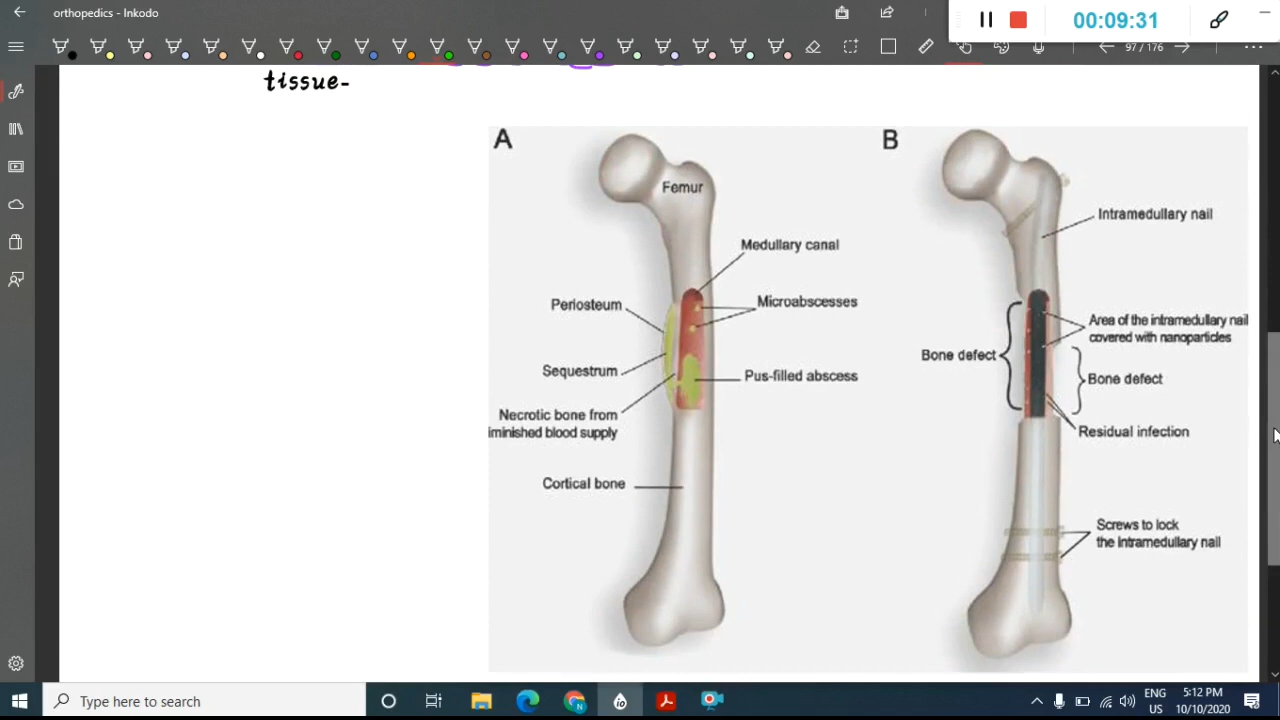 orthopedics - Inkodo
00:09:31
97 / 176
tissue-
A
Femur
Medullary canal
Periosteum
Microabscesses
Sequestrum
Pus-filled abscess
Necrotic bone from
iminished blood supply
Cortical bone
B
Intramedullary nail
Area of the intramedullary nail
covered with nanoparticles
Bone defect
Bone defect
Residual infection
Screws to lock
the intramedullary nail
Type here to search
ENG
US
5:12 PM
10/10/2020